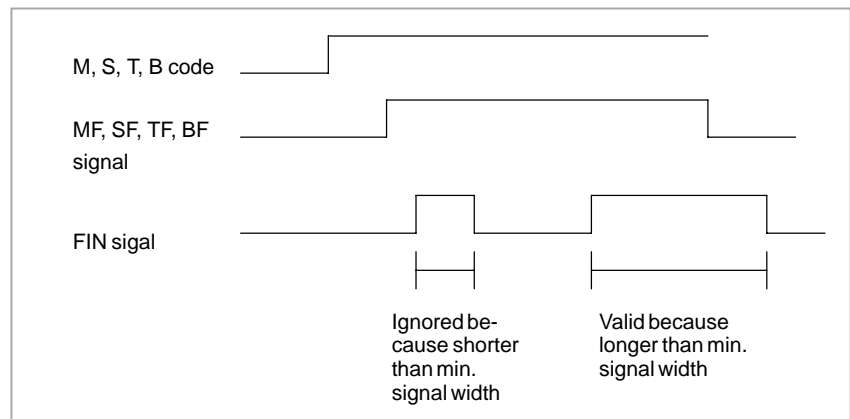 M, S, T, B code
MF, SF, TF, BF
signal
FIN sigal
Ignored be-
cause shorter
than min.
signal width
Valid because
longer than min.
signal width